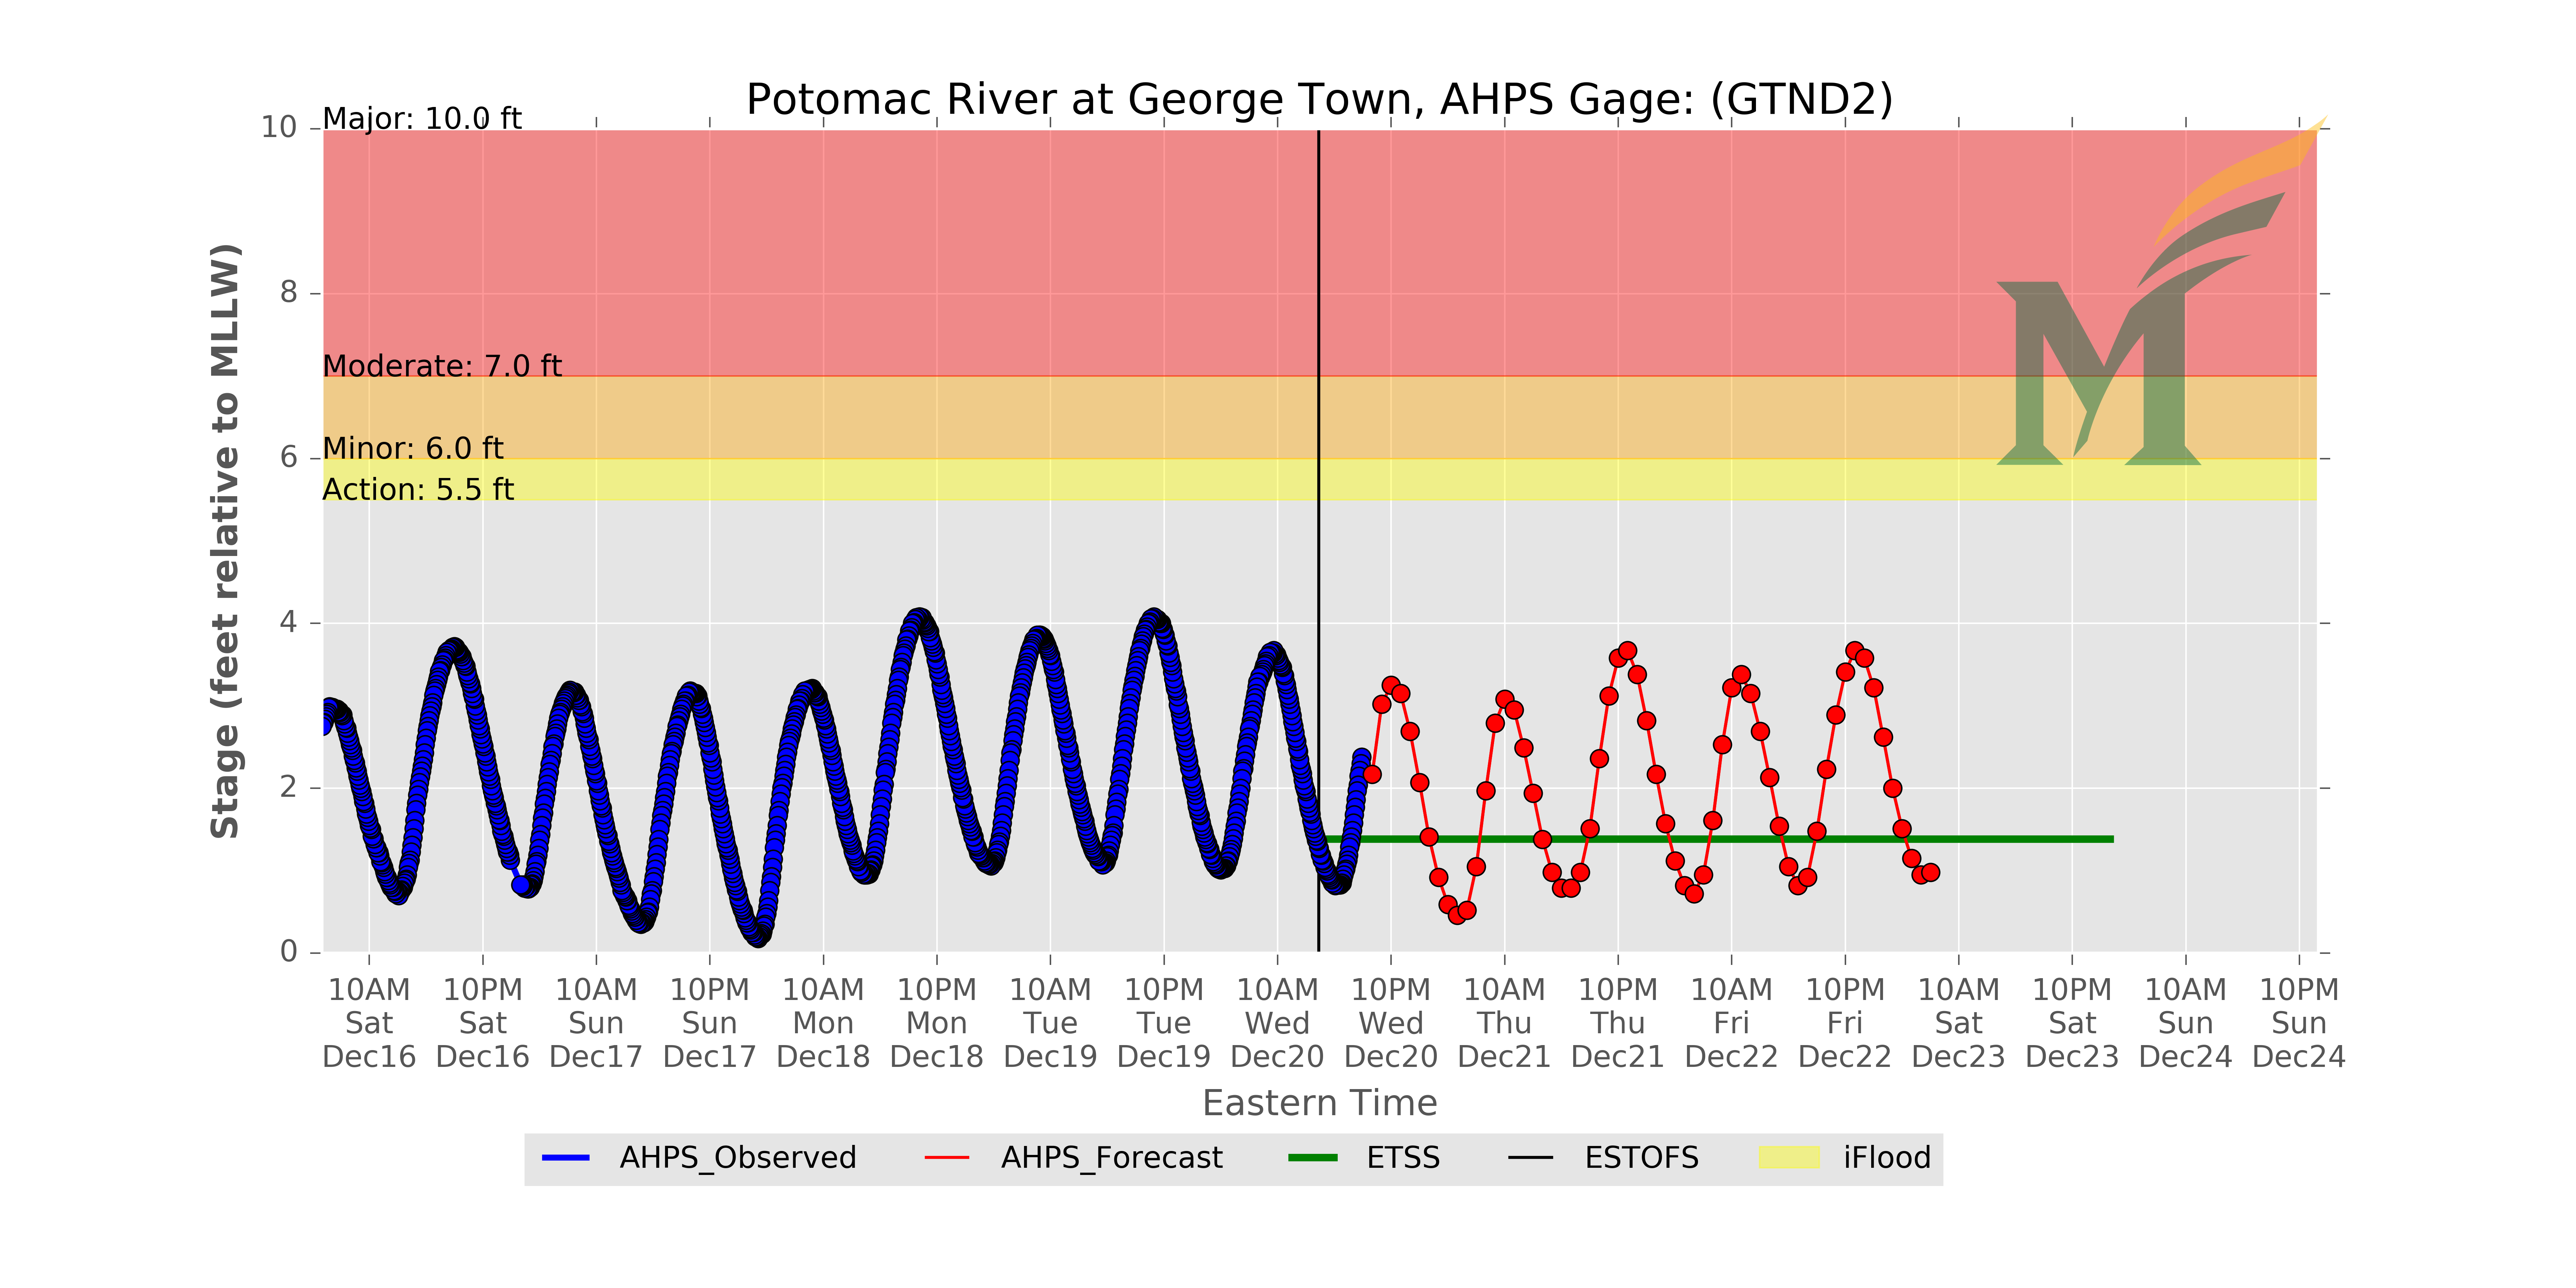 Potomac River at George Town, AHPS Gage: (GTND2)
Major: 10.0 ft
Moderate: 7.0 ft
Minor: 6.0 ft
Action: 5.5 ft
Stage (feet relative to MLLW)
10
8
6
4
2
0
10AM 10PM 10AM 10PM 10AM 10PM 10AM 10PM 10AM 10PM 10AM 10PM 10AM 10PM 10AM 10PM 10AM 10PM
Sat Sat Sun Sun Mon Mon Tue Tue Wed Wed Thu Thu Fri Fri Sat Sat Sun Sun
Dec16 Dec16 Dec17 Dec17 Dec18 Dec18 Dec19 Dec19 Dec20 Dec20 Dec21 Dec21 Dec22 Dec22 Dec23 Dec23 Dec24 Dec24
Eastern Time
AHPS_Observed AHPS_Forecast ETSS ESTOFS iFlood
M